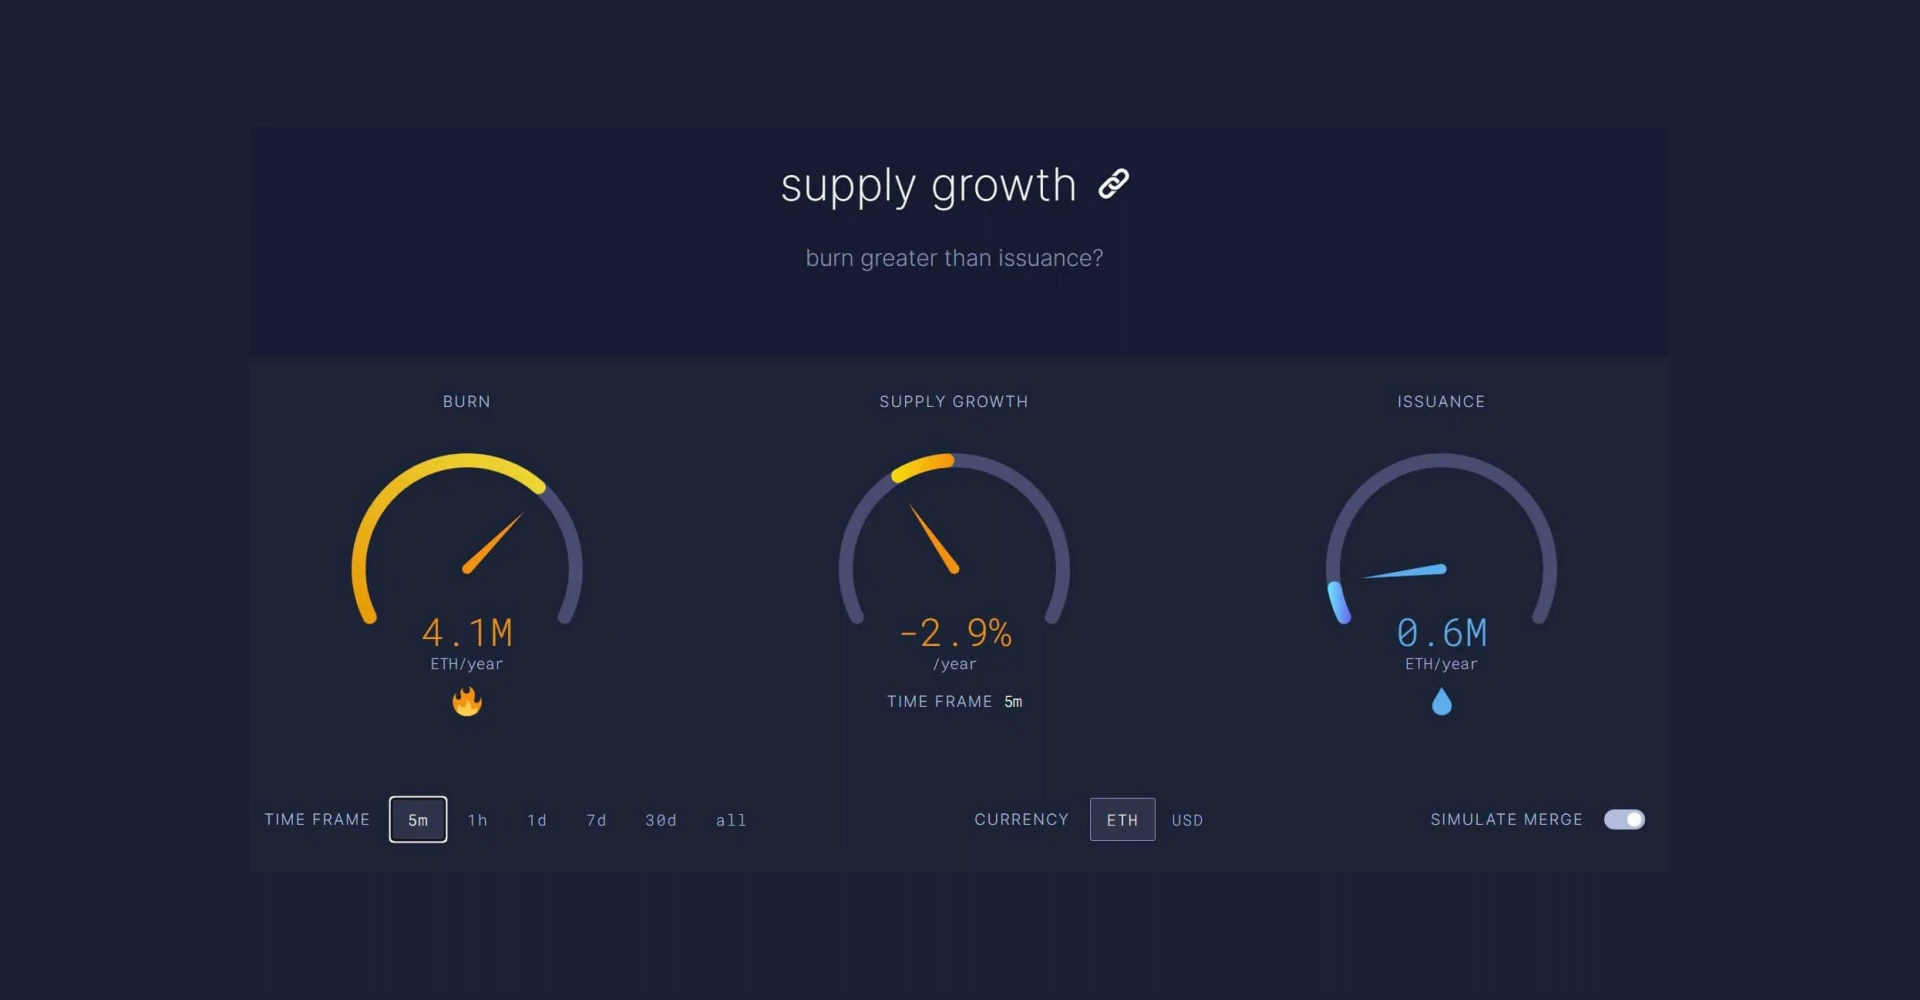 supply growth
burn greater than issuance?
BURN
SUPPLY GROWTH
ISSUANCE
4.1M
ETH/year
-2.9%
/year
TIME FRAME 5m
0.6M
ETH/year
TIME FRAME 5m 1h 1d 7d 30d all
CURRENCY ETH USD
SIMULATE MERGE